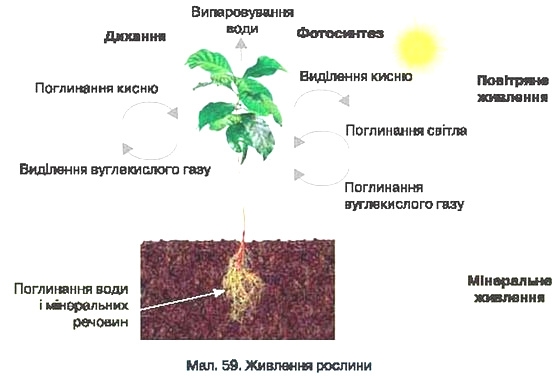 Випаровування
води
Дихання
Фотосинтез
Поглинання кисню
Виділення кисню
Повітряне
живлення
Поглинання світла
Виділення вуглекислого газу
Поглинання
вуглекислого газу
Поглинання води
і мінеральних
речовин
Мінеральне
живлення
Мал. 59. Живлення рослини